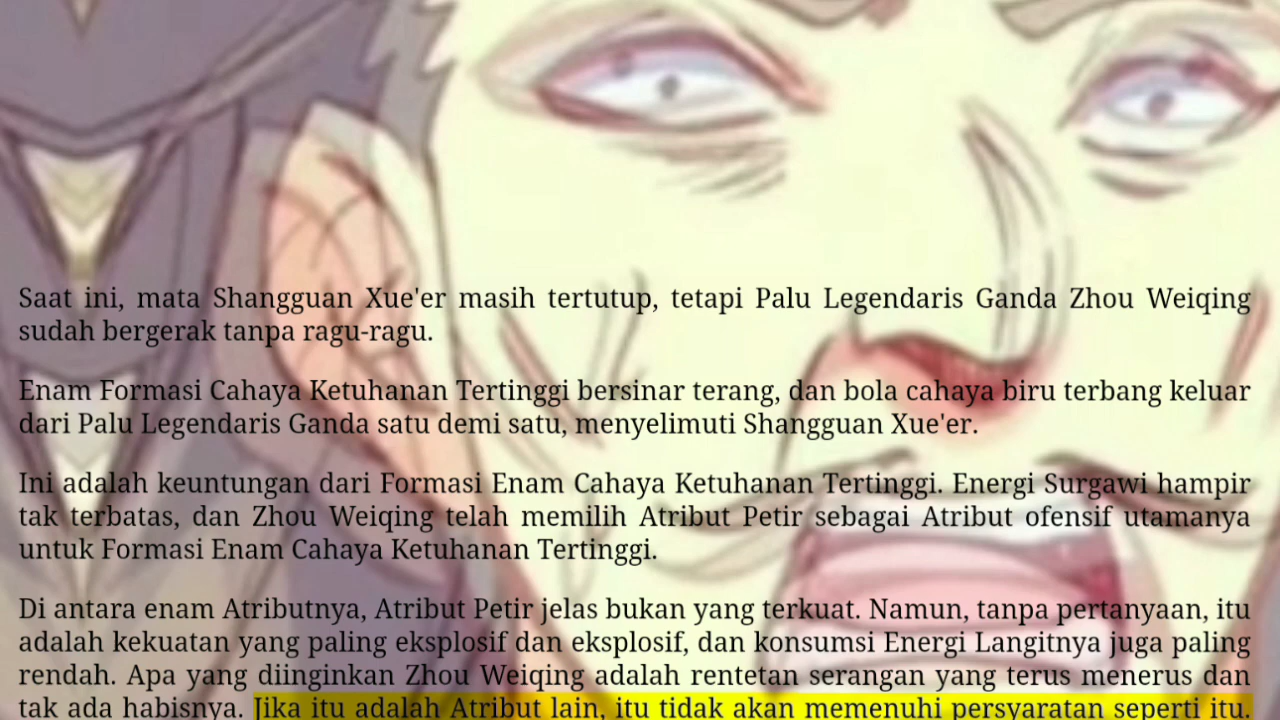 Saat ini, mata Shangguan Xue'er masih tertutup, tetapi Palu Legendaris Ganda Zhou Weiqing
sudah bergerak tanpa ragu-ragu.
Enam Formasi Cahaya Ketuhanan Tertinggi bersinar terang, dan bola cahaya biru terbang keluar
dari Palu Legendaris Ganda satu demi satu, menyelimuti Shangguan Xue'er.
Ini adalah keuntungan dari Formasi Enam Cahaya Ketuhanan Tertinggi. Energi Surgawi hampir
tak terbatas, dan Zhou Weiqing telah memilih Atribut Petir sebagai Atribut ofensif utamanya
untuk Formasi Enam Cahaya Ketuhanan Tertinggi.
Di antara enam Atributnya, Atribut Petir jelas bukan yang terkuat. Namun, tanpa pertanyaan, itu
adalah kekuatan yang paling eksplosif dan eksplosif, dan konsumsi Energi Langitnya juga paling
rendah. Apa yang diinginkan Zhou Weiqing adalah rentetan serangan yang terus menerus dan
tak ada habisnya. Jika itu adalah Atribut lain, itu tidak akan memenuhi persyaratan seperti itu.